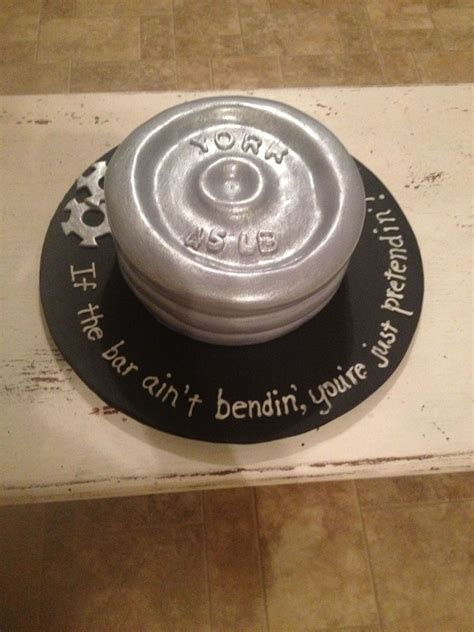 YORK
45 LB
If the bar ain't bendin', you're just pretendin'!